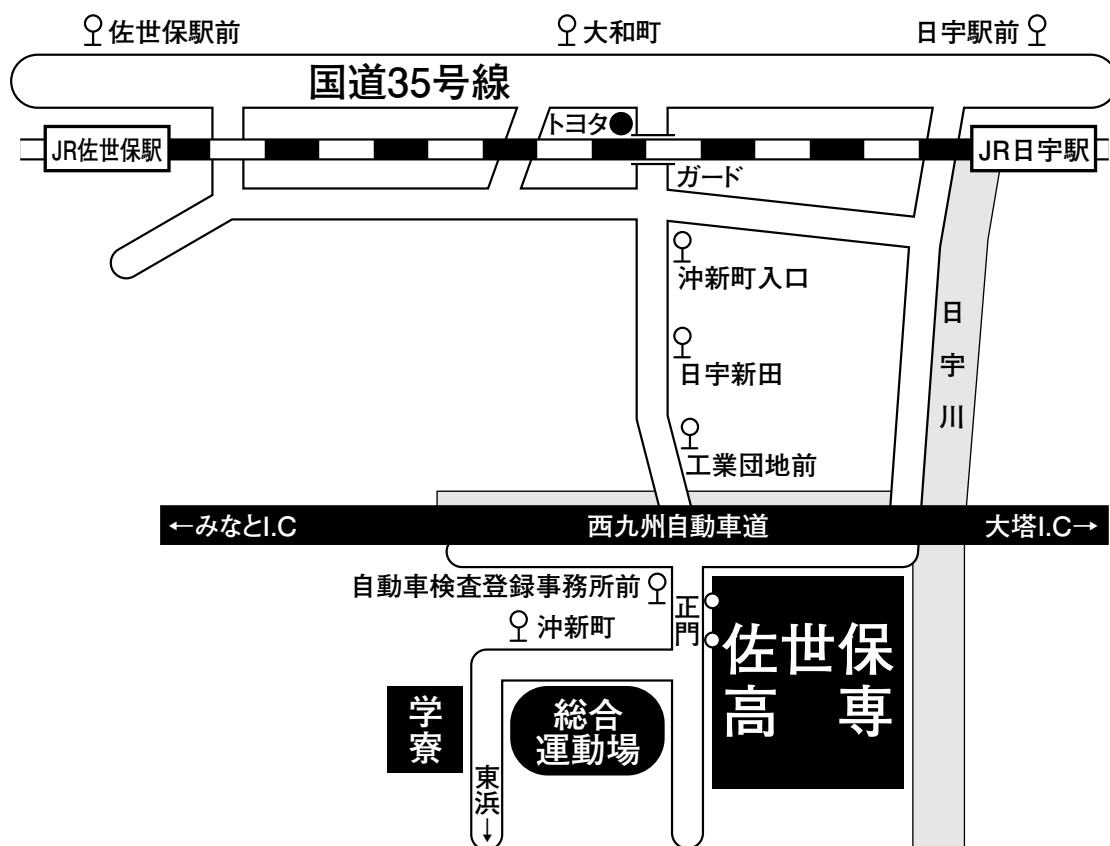 佐世保駅前
大和町
日宇駅前
国道35号線
トヨタ
JR佐世保駅
JR日宇駅
ガード
沖新町入口
日宇川
日宇新田
工業団地前
←みなとI.C
西九州自動車道
大塔I.C→
自動車検査登録事務所前
正門
沖新町
佐世保
高専
学寮
総合
運動場
東浜↓